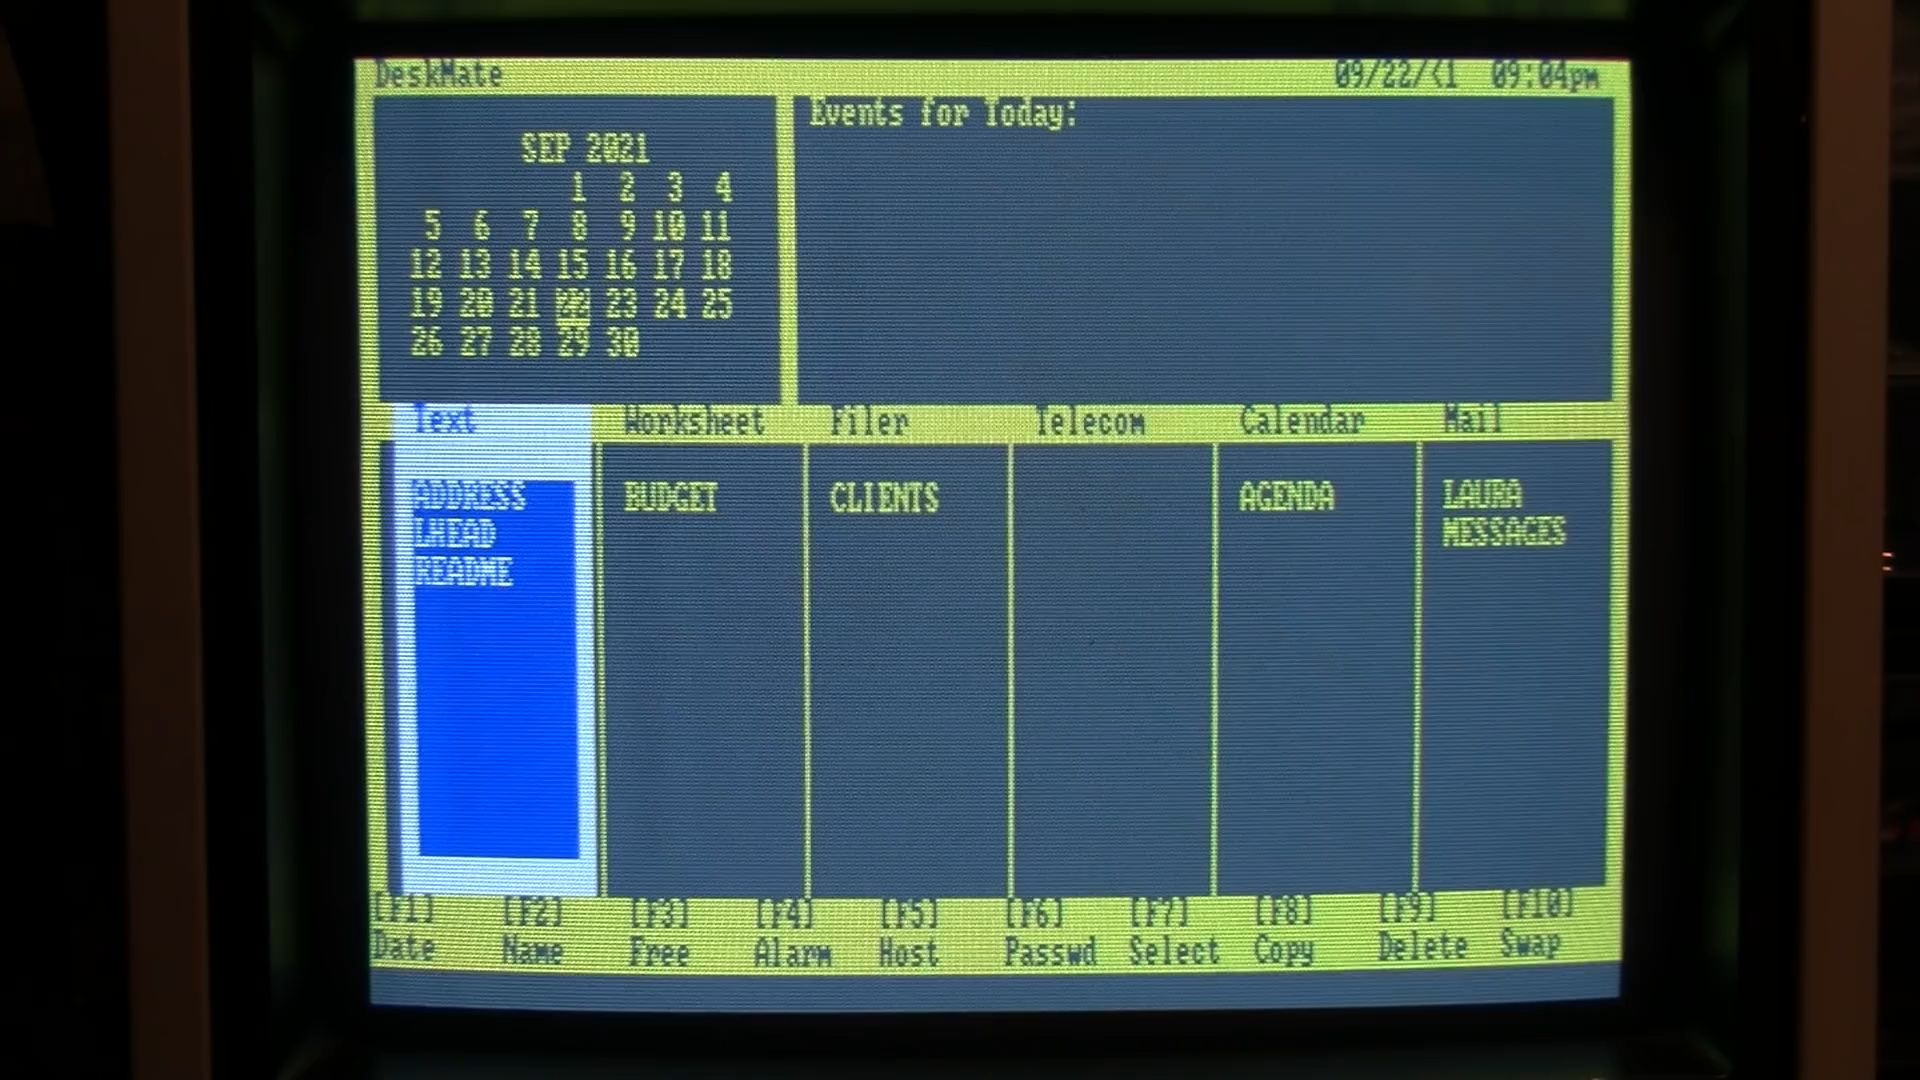 DeskMate 09/22/<1 09:04pm
SEP 2021
1 2 3 4
5 6 7 8 9 10 11
12 13 14 15 16 17 18
19 20 21 22 23 24 25
26 27 28 29 30
Events for Today:
Text Worksheet Filer Telecom Calendar Mail
ADDRESS BUDGET CLIENTS AGENDA LAURA
LHEAD MESSAGES
README
[F1] [F2] [F3] [F4] [F5] [F6] [F7] [F8] [F9] [F10]
Date Name Free Alarm Host Passwd Select Copy Delete Swap